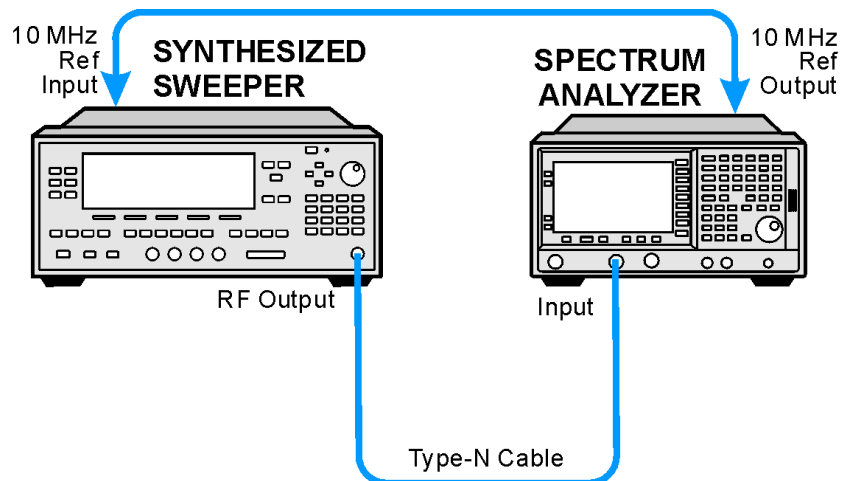 10 MHz
Ref
Input
SYNTHESIZED
SWEEPER
SPECTRUM
ANALYZER
10 MHz
Ref
Output
RF Output
Input
Type-N Cable